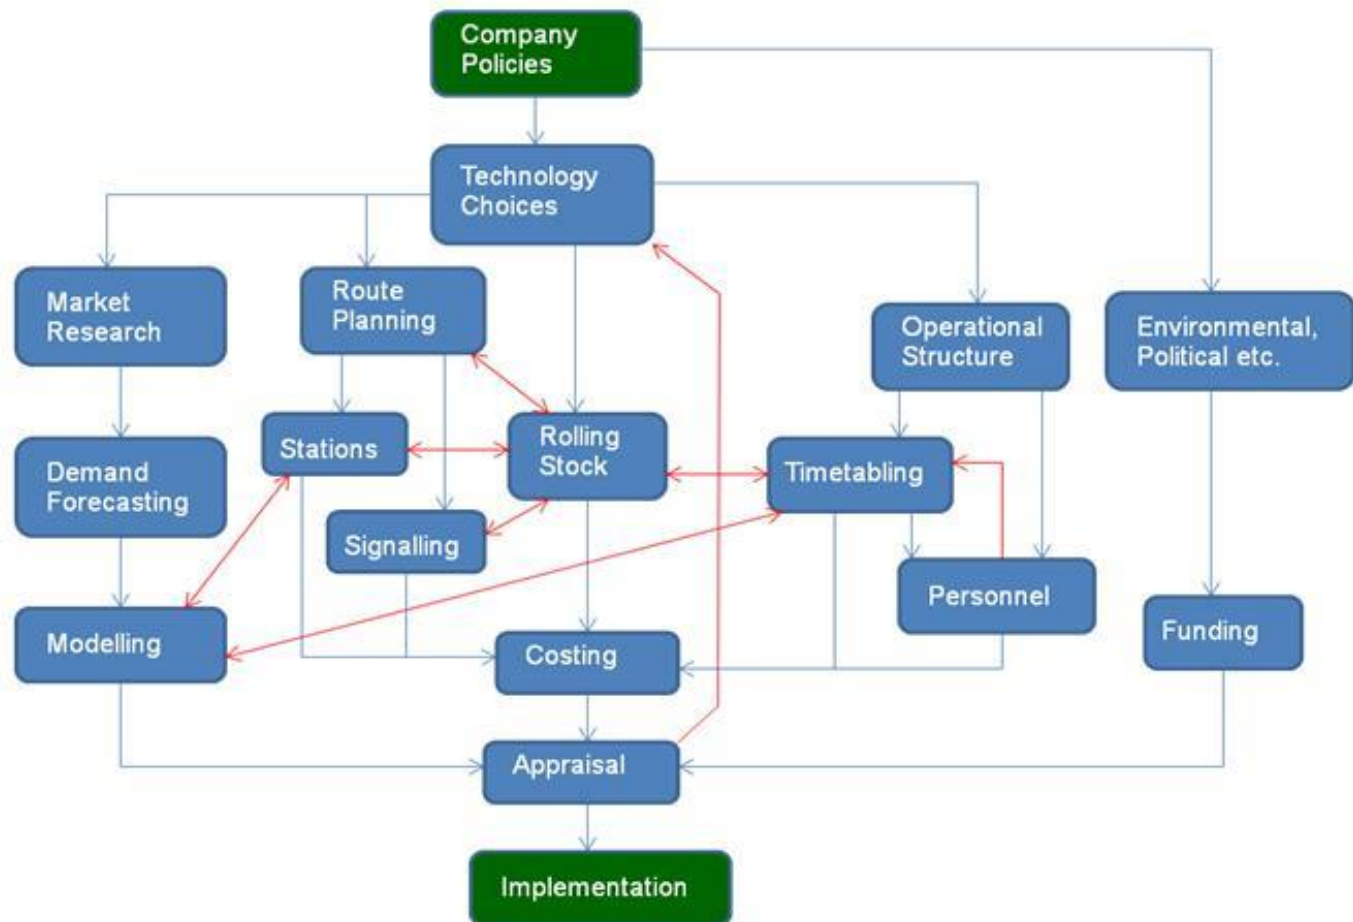 Company
Policies
Technology
Choices
Market
Research
Route
Planning
Operational
Structure
Environmental,
Political etc.
Demand
Forecasting
Stations
Rolling
Stock
Timetabling
Signalling
Modelling
Costing
Personnel
Funding
Appraisal
Implementation